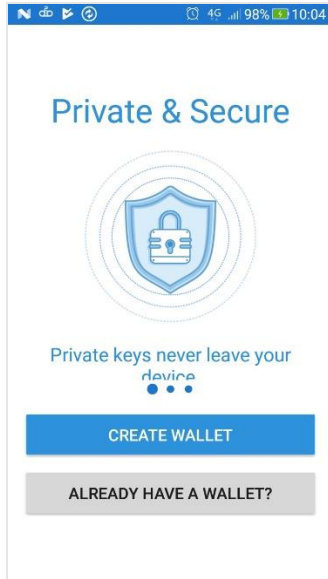 4G 98% 10:04
Private & Secure
Private keys never leave your
device
CREATE WALLET
ALREADY HAVE A WALLET?